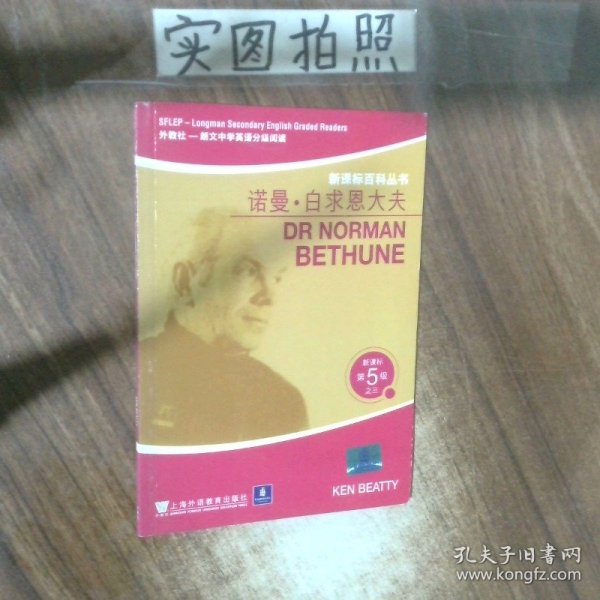 实图拍照
SFLEP – Longman Secondary English Graded Readers
外教社 — 朗文中学英语分级阅读
新课标百科丛书
诺曼·白求恩大夫
DR NORMAN
BETHUNE
新课标
第5级
之三
KEN BEATTY
上海外语教育出版社
孔夫子旧书网
www.kongfz.com